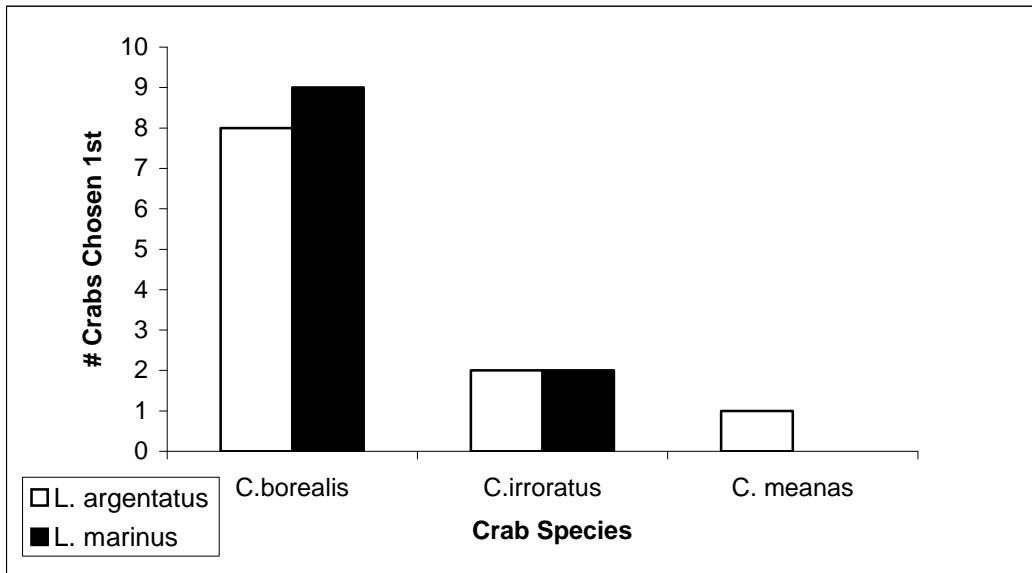 10
9
8
7
6
5
4
3
2
1
0
# Crabs Chosen 1st
C.borealis
C.irroratus
C. meanas
Crab Species
L. argentatus
L. marinus